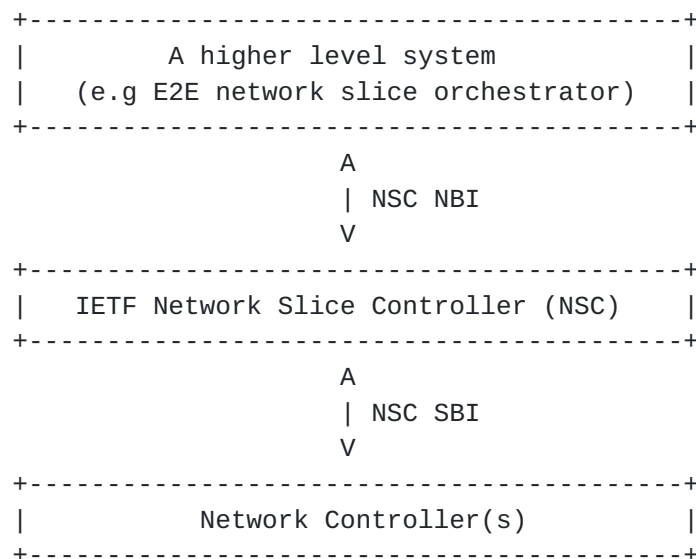 +------------------------------------------+
|         A higher level system            |
|   (e.g E2E network slice orchestrator)   |
+------------------------------------------+
                    A
                    | NSC NBI
                    V
+------------------------------------------+
|   IETF Network Slice Controller (NSC)    |
+------------------------------------------+
                    A
                    | NSC SBI
                    V
+------------------------------------------+
|           Network Controller(s)          |
+------------------------------------------+